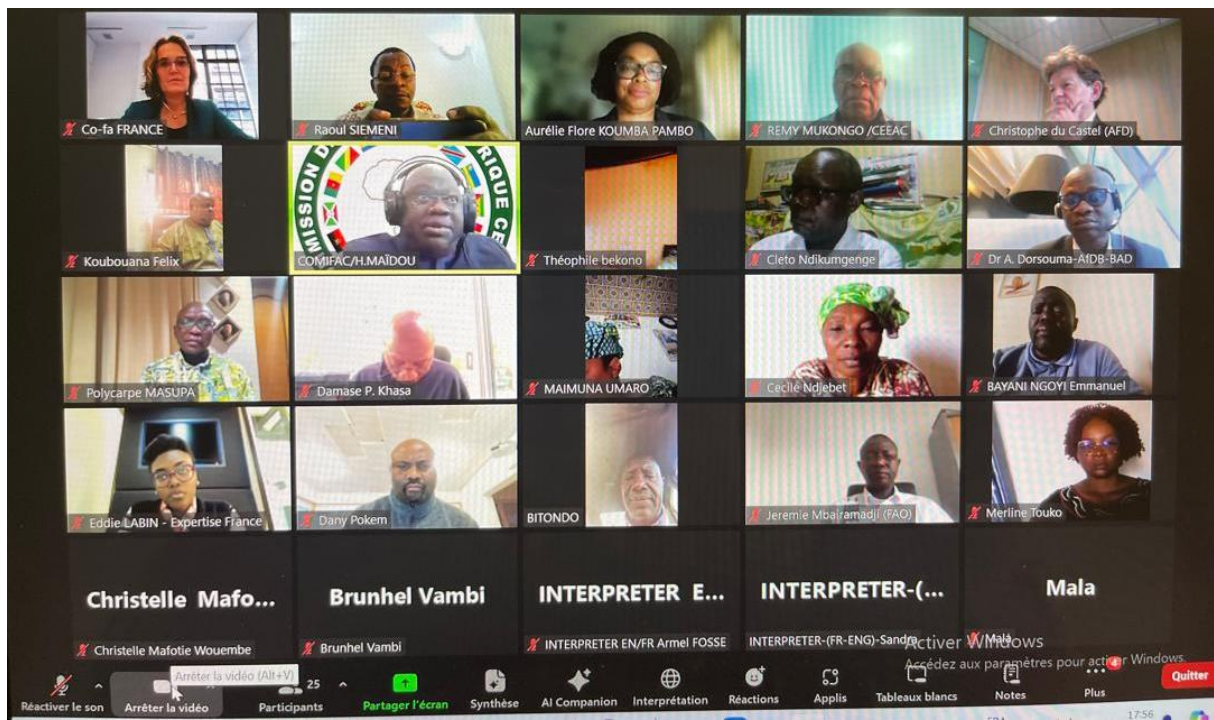 Co-fa FRANCE
Raoul SIEMENI
Aurélie Flore KOUMBA PAMBO
REMY MUKONGO /CEEAC
Christophe du Castel (AFD)
Koubouana Felix
MISSION D
RIQUE CE
COMIFAC/H.MAÏDOU
Théophile bekono
Cleto Ndikumgenge
Dr A. Dorsouma-AfDB-BAD
Polycarpe MASUPA
Damase P. Khasa
MAIMUNA UMARO
Cecile Ndjebet
BAYANI NGOYI Emmanuel
Eddie LABIN - Expertise France
Dany Pokem
BITONDO
Jeremie Mbairamadji (FAO)
Merline Touko
Christelle Mafo...
Brunhel Vambi
INTERPRETER E...
INTERPRETER-(...
Mala
Christelle Mafotie Wouembe
Brunhel Vambi
INTERPRETER EN/FR Armel FOSSE
INTERPRETER-(FR-ENG)-Sandra
Mala
Activer Windows
Accédez aux paramètres pour activer Windows.
Arrêter la vidéo (Alt+V)
25
4
Réactiver le son
Arrêter la vidéo
Participants
Partager l'écran
Synthèse
AI Companion
Interprétation
Réactions
Applis
Tableaux blancs
Notes
Plus
Quitter
17:56